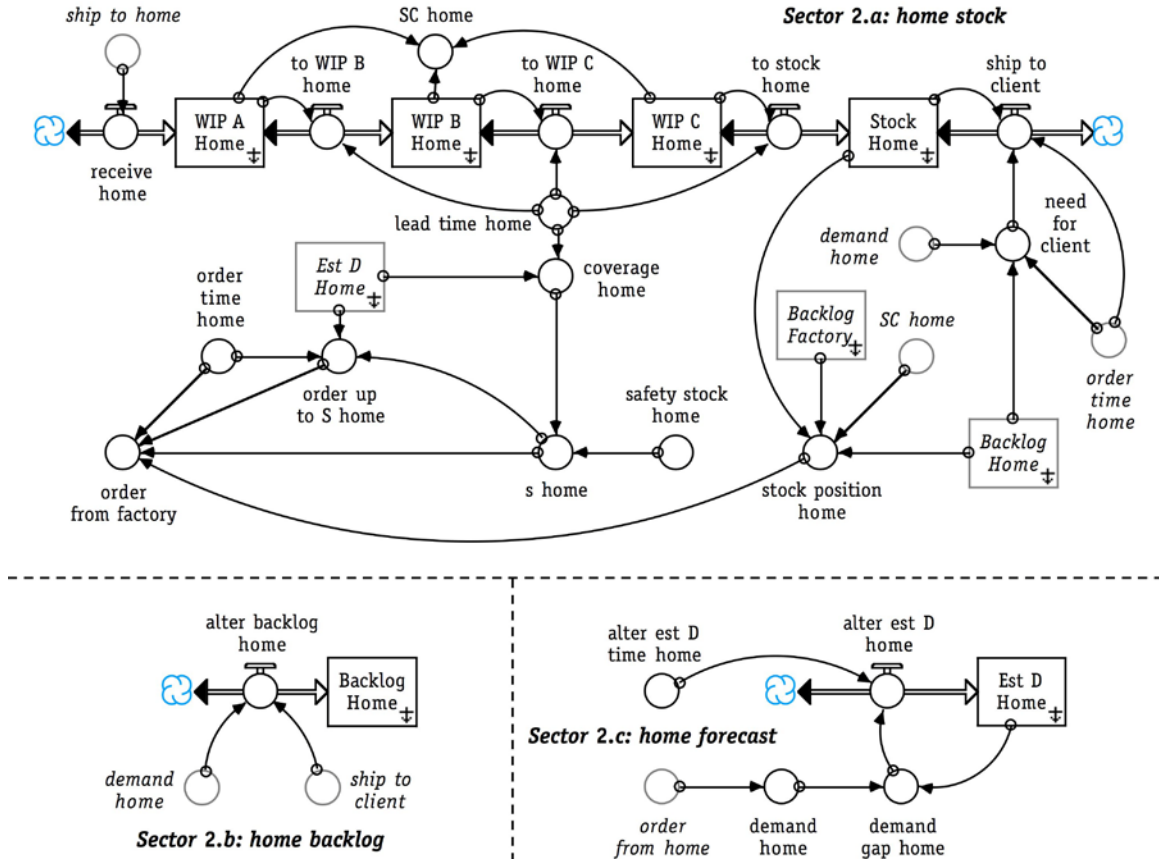 ship to home
SC home
Sector 2.a: home stock
to WIP B
home
to WIP C
home
to stock
home
ship to
client
WIP A
Home
WIP B
Home
WIP C
Home
Stock
Home
receive
home
lead time home
need
for
client
demand
home
order
time
home
Est D
Home
coverage
home
Backlog
Factory
SC home
order up
to S home
safety stock
home
order
time
home
Backlog
Home
order
from factory
s home
stock position
home
alter backlog
home
Backlog
Home
demand
home
ship to
client
Sector 2.b: home backlog
alter est D
time home
alter est D
home
Est D
Home
Sector 2.c: home forecast
order
from home
demand
home
demand
gap home